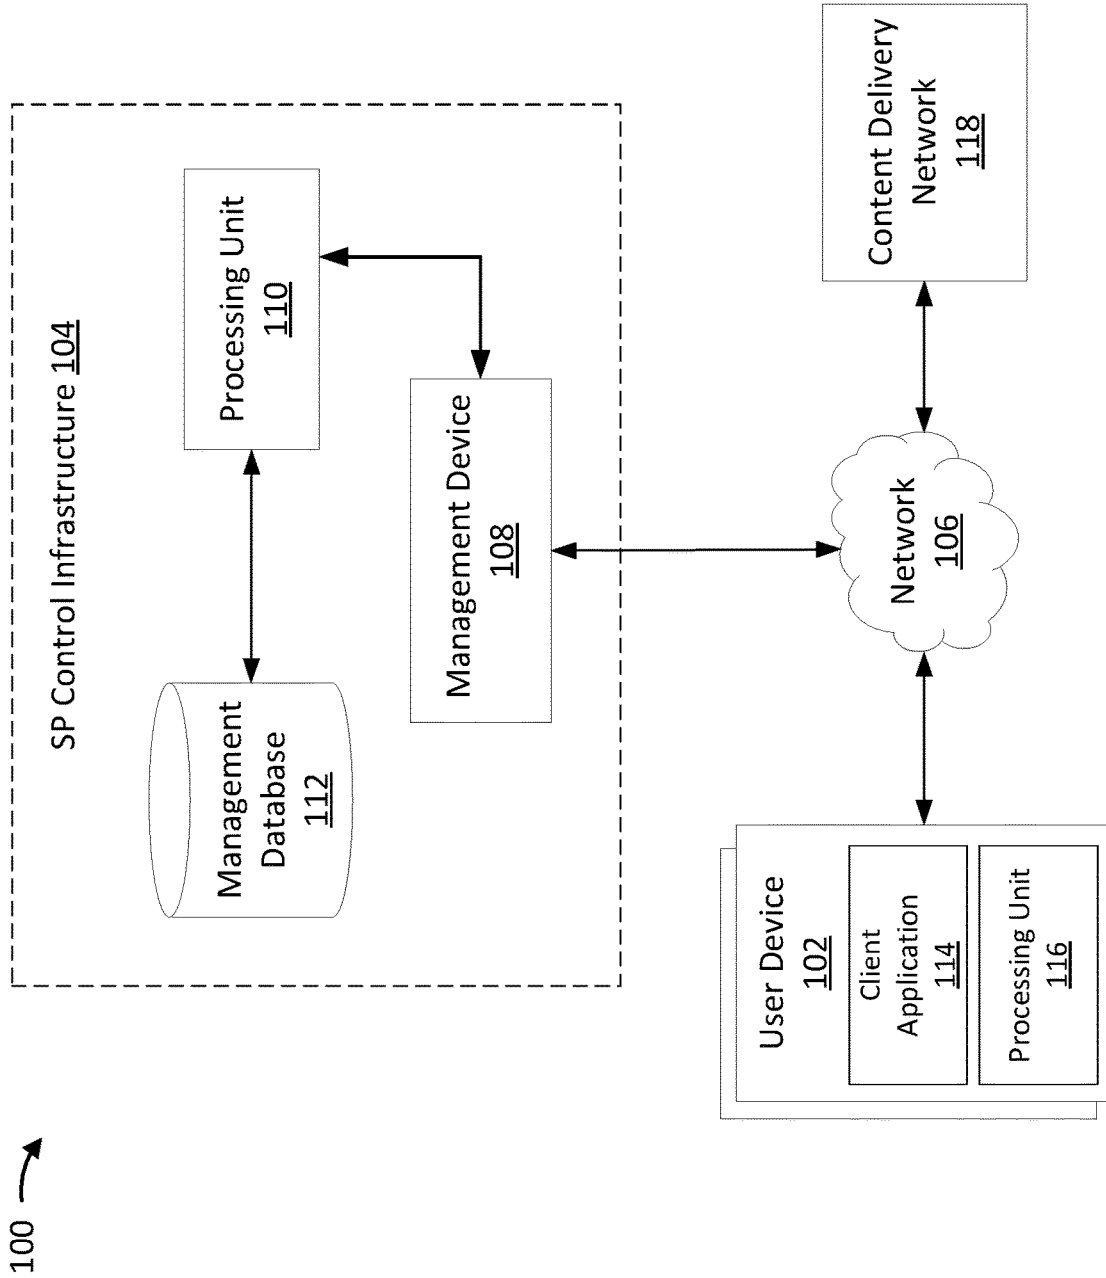 100
SP Control Infrastructure 104
Management
Database
112
Processing Unit
110
Management Device
108
User Device
102
Client
Application
114
Processing Unit
116
Network
106
Content Delivery
Network
118